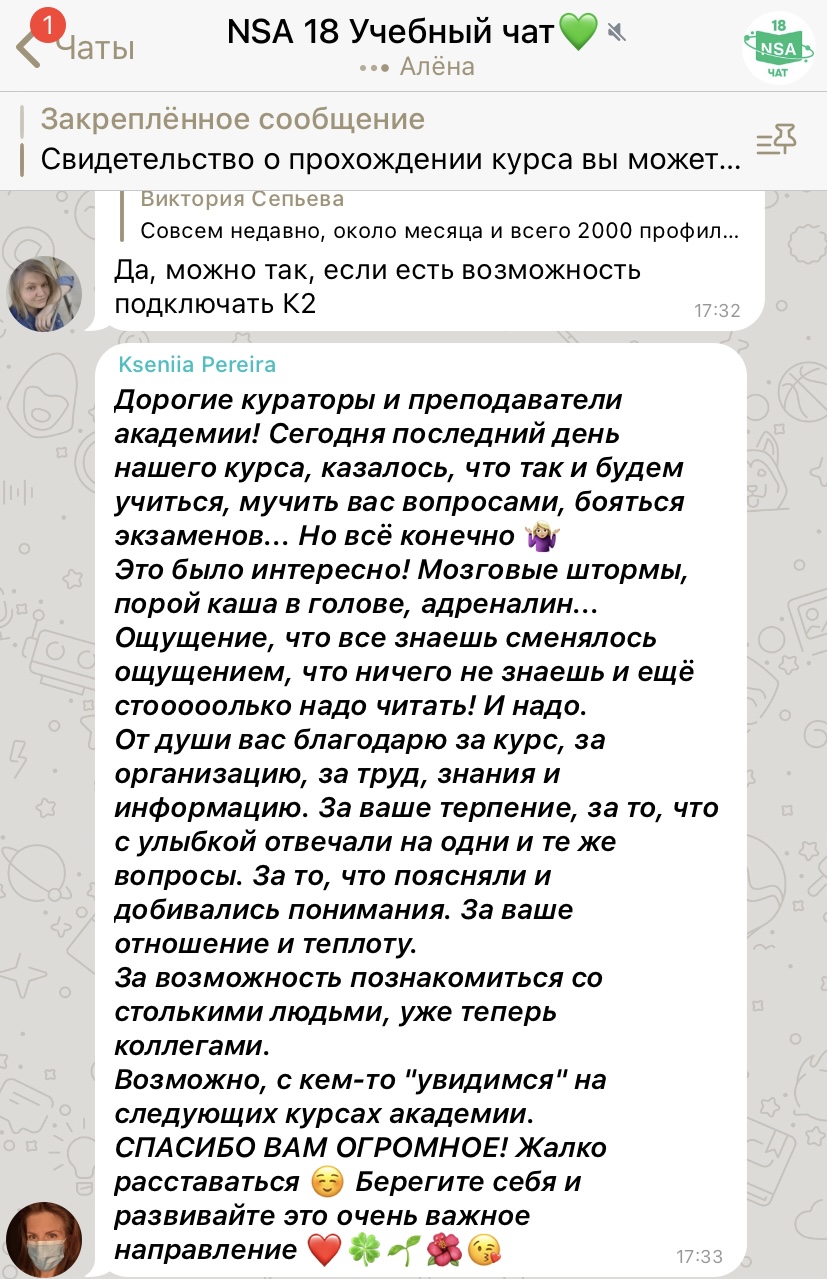 1
Чаты
NSA 18 Учебный чат💚
Алёна
18
NSA
ЧАТ
Закреплённое сообщение
Свидетельство о прохождении курса вы может...
Виктория Сепьева
Совсем недавно, около месяца и всего 2000 профил...
Да, можно так, если есть возможность
подключать К2
17:32
Kseniia Pereira
Дорогие кураторы и преподаватели
академии! Сегодня последний день
нашего курса, казалось, что так и будем
учиться, мучить вас вопросами, бояться
экзаменов... Но всё конечно 🤷🏼‍♀️
Это было интересно! Мозговые штормы,
порой каша в голове, адреналин...
Ощущение, что все знаешь сменялось
ощущением, что ничего не знаешь и ещё
стооооолько надо читать! И надо.
От души вас благодарю за курс, за
организацию, за труд, знания и
информацию. За ваше терпение, за то, что
с улыбкой отвечали на одни и те же
вопросы. За то, что поясняли и
добивались понимания. За ваше
отношение и теплоту.
За возможность познакомиться со
столькими людьми, уже теперь
коллегами.
Возможно, с кем-то "увидимся" на
следующих курсах академии.
СПАСИБО ВАМ ОГРОМНОЕ! Жалко
расставаться ☺️ Берегите себя и
развивайте это очень важное
направление ❤️🍀🌱🌺😘
17:33